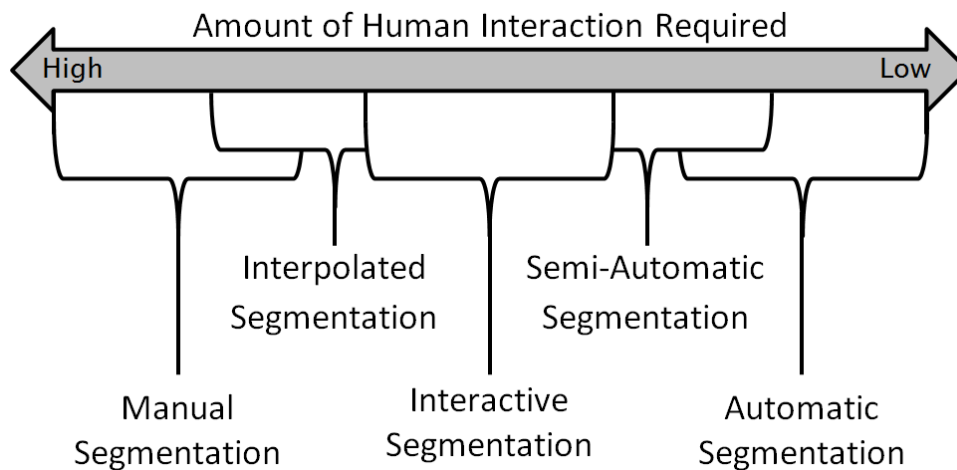 Amount of Human Interaction Required
High
Low
Interpolated
Segmentation
Semi-Automatic
Segmentation
Manual
Segmentation
Interactive
Segmentation
Automatic
Segmentation